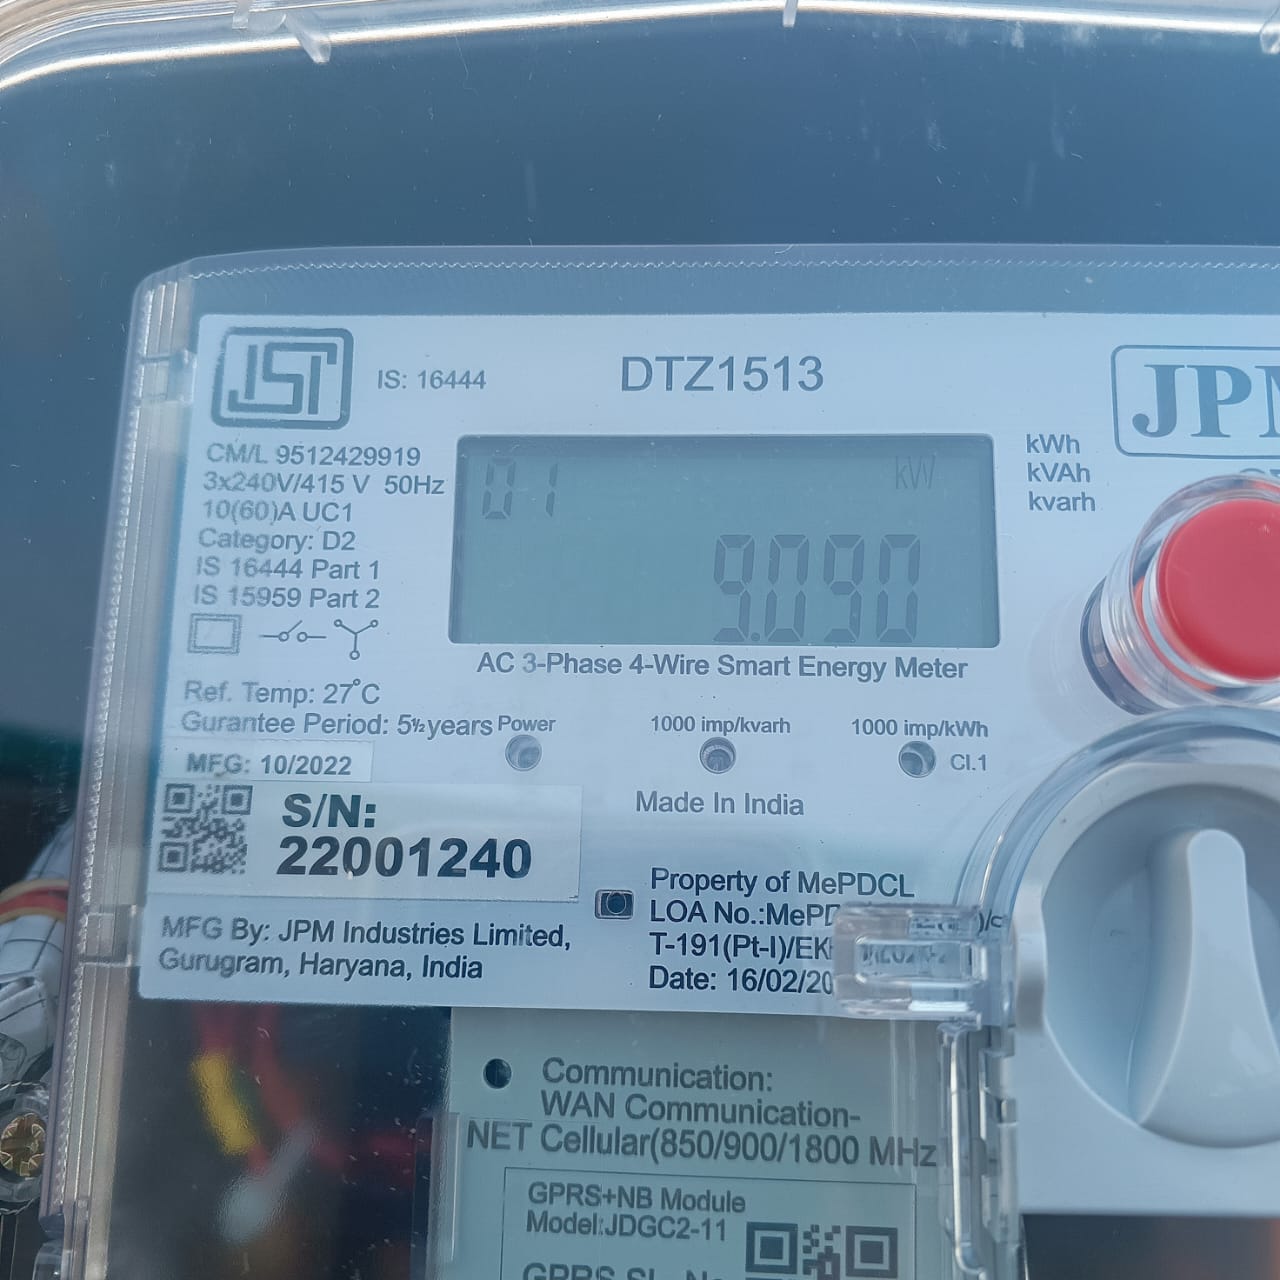 ISI
IS: 16444
DTZ1513
JPM
CM/L 9512429919
3x240V/415 V 50Hz
10(60)A UC1
Category: D2
IS 16444 Part 1
IS 15959 Part 2
01 kW
9.090
kWh
kVAh
kvarh
AC 3-Phase 4-Wire Smart Energy Meter
Ref. Temp: 27°C
Gurantee Period: 5½years
Power
1000 imp/kvarh
1000 imp/kWh
Cl.1
MFG: 10/2022
Made In India
S/N:
22001240
MFG By: JPM Industries Limited,
Gurugram, Haryana, India
Property of MePDCL
LOA No.:
T-191(Pt-I)/
Date: 16/02/
Communication:
WAN Communication-
NET Cellular(850/900/1800 MHz
GPRS+NB Module
Model:JDGC2-11